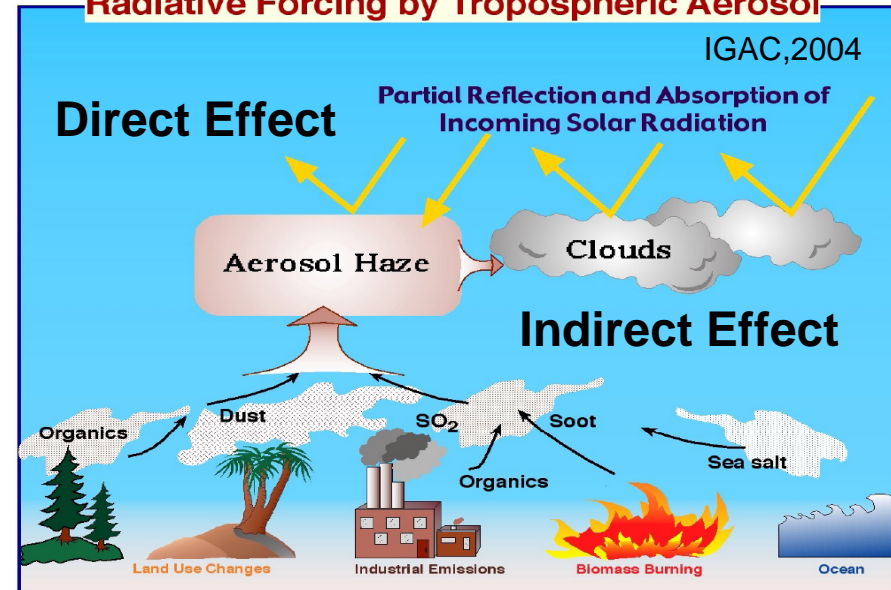 Radiative Forcing by Tropospheric Aerosol
IGAC,2004
Direct Effect
Partial Reflection and Absorption of
Incoming Solar Radiation
Aerosol Haze
Clouds
Indirect Effect
Organics
Dust
SO₂
Soot
Organics
Sea salt
Land Use Changes
Industrial Emissions
Biomass Burning
Ocean